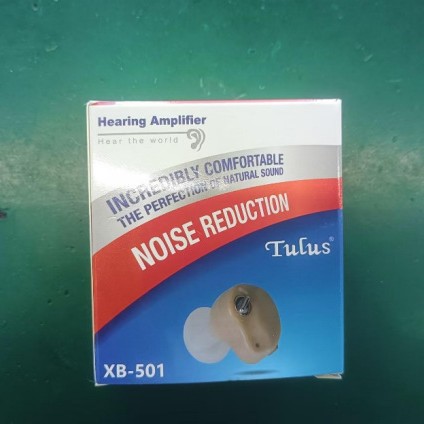 Hearing Amplifier
Hear the world
INCREDIBLY COMFORTABLE
THE PERFECTION OF NATURAL SOUND
NOISE REDUCTION
Tulus®
XB-501